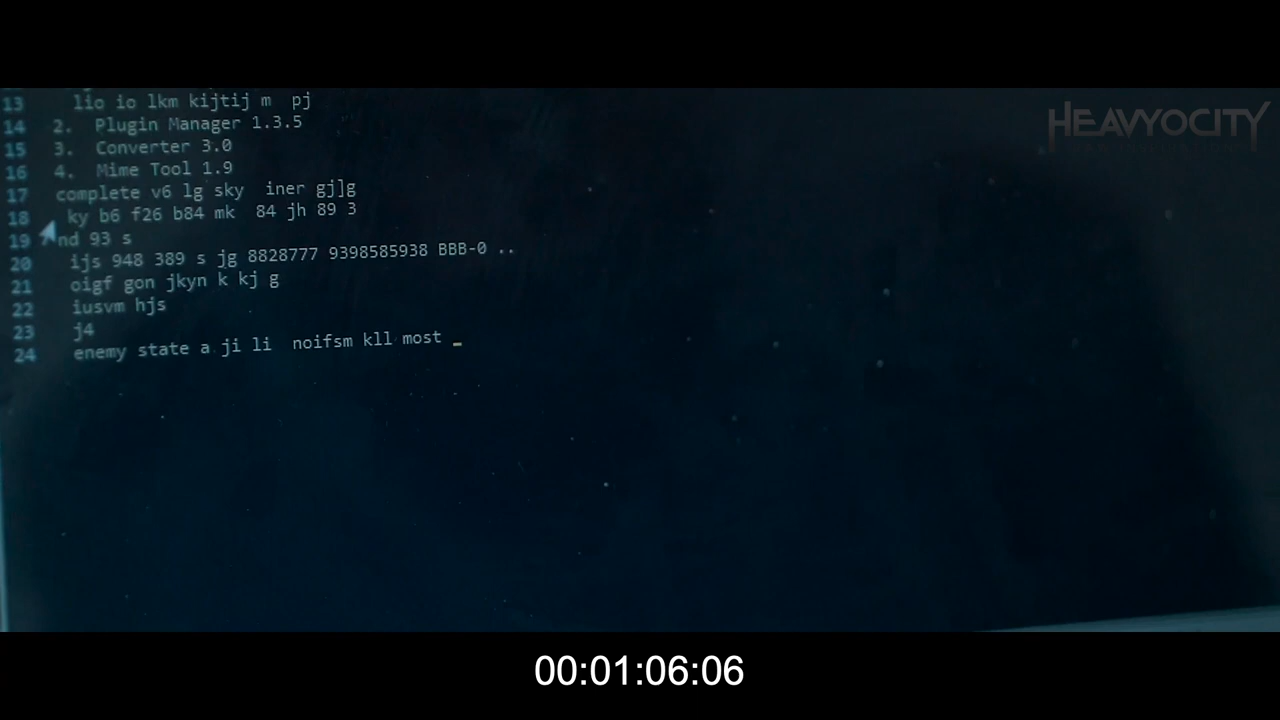 13 lio io lkm kijtij m pj
14 2. Plugin Manager 1.3.5
15 3. Converter 3.0
16 4. Mime Tool 1.9
17 complete v6 lg sky iner gj]g
18 ky b6 f26 b84 mk 84 jh 89 3
19 nd 93 s
20 ijs 948 389 s jg 8828777 9398585938 BBB-0 ..
21 oigf gon jkyn k kj g
22 iusvm hjs
23 j4
24 enemy state a ji li noifsm kll most _
HEAVYOCITY
00:01:06:06